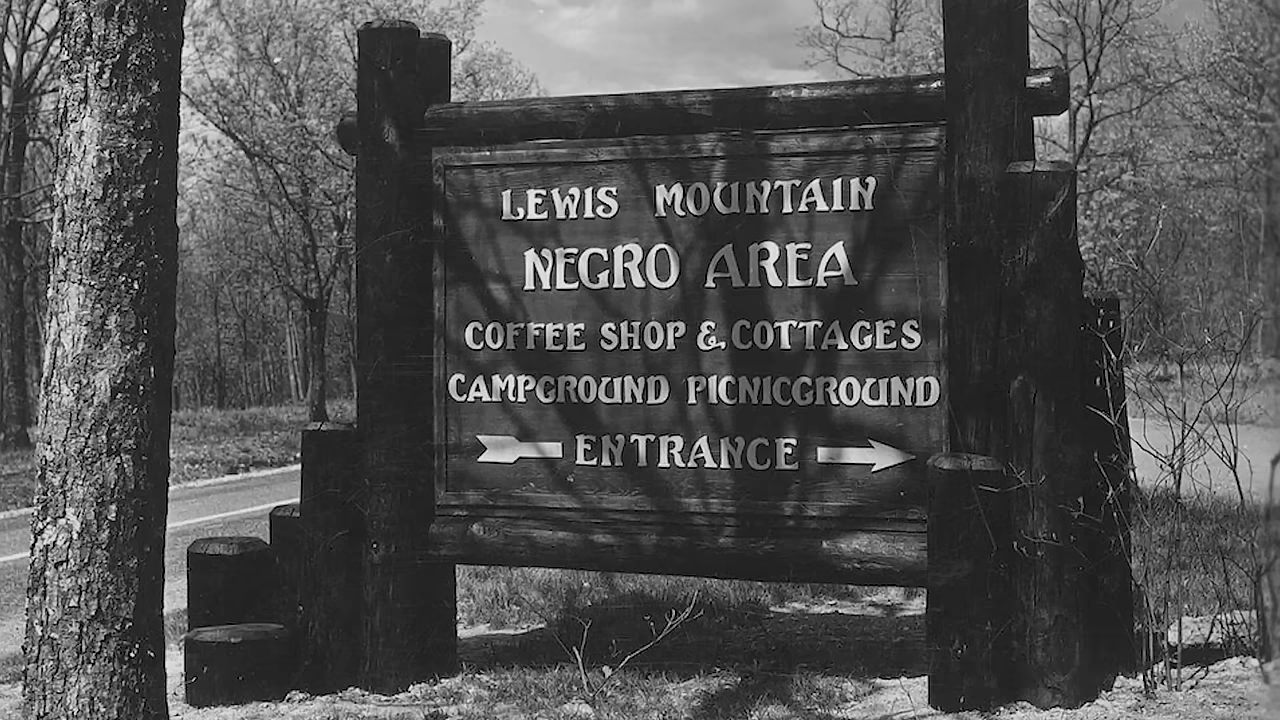 LEWIS MOUNTAIN
NEGRO AREA
COFFEE SHOP & COTTAGES
CAMPGROUND PICNICGROUND
ENTRANCE